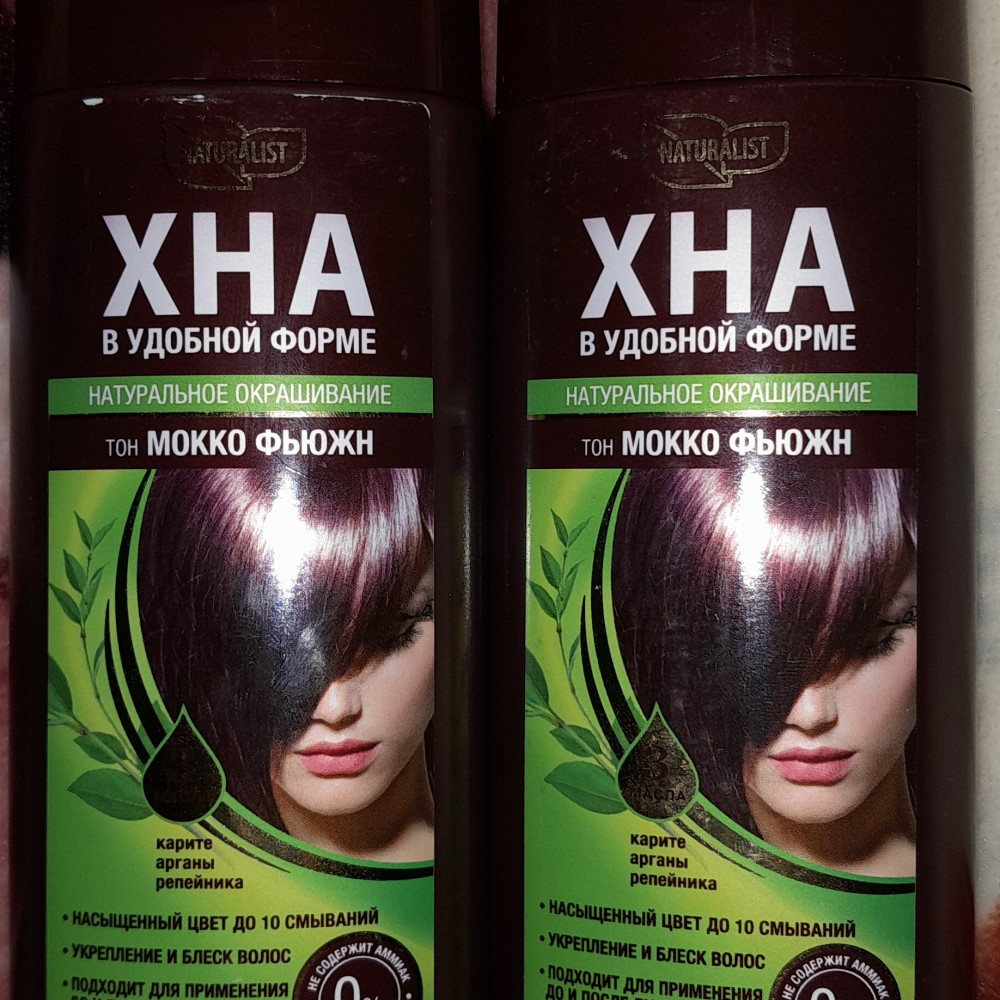 NATURALIST
ХНА
В УДОБНОЙ ФОРМЕ
НАТУРАЛЬНОЕ ОКРАШИВАНИЕ
ТОН МОККО ФЬЮЖН
карите
арганы
репейника
• НАСЫЩЕННЫЙ ЦВЕТ ДО 10 СМЫВАНИЙ
• УКРЕПЛЕНИЕ И БЛЕСК ВОЛОС
• ПОДХОДИТ ДЛЯ ПРИМЕНЕНИЯ
НЕ СОДЕРЖИТ АММИАК
NATURALIST
ХНА
В УДОБНОЙ ФОРМЕ
НАТУРАЛЬНОЕ ОКРАШИВАНИЕ
ТОН МОККО ФЬЮЖН
3
МАСЛА
карите
арганы
репейника
• НАСЫЩЕННЫЙ ЦВЕТ ДО 10 СМЫВАНИЙ
• УКРЕПЛЕНИЕ И БЛЕСК ВОЛОС
• ПОДХОДИТ ДЛЯ ПРИМЕНЕНИЯ
ДО И ПОСЛЕ
НЕ СОДЕРЖИТ АММИАК